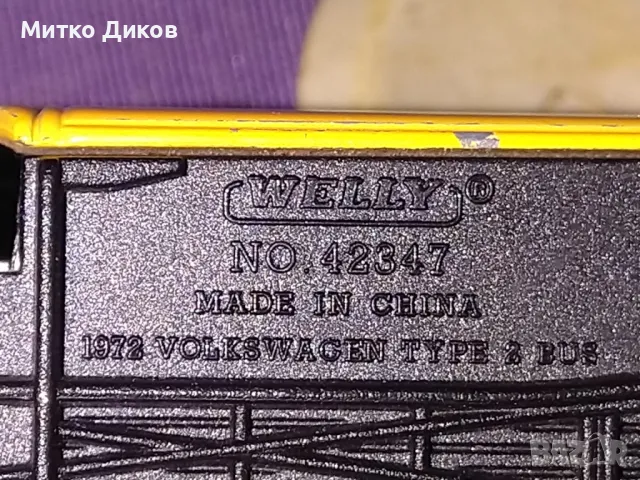 Митко Диков
WELLY®
NO. 42347
MADE IN CHINA
1972 VOLKSWAGEN TYPE 2 BUS